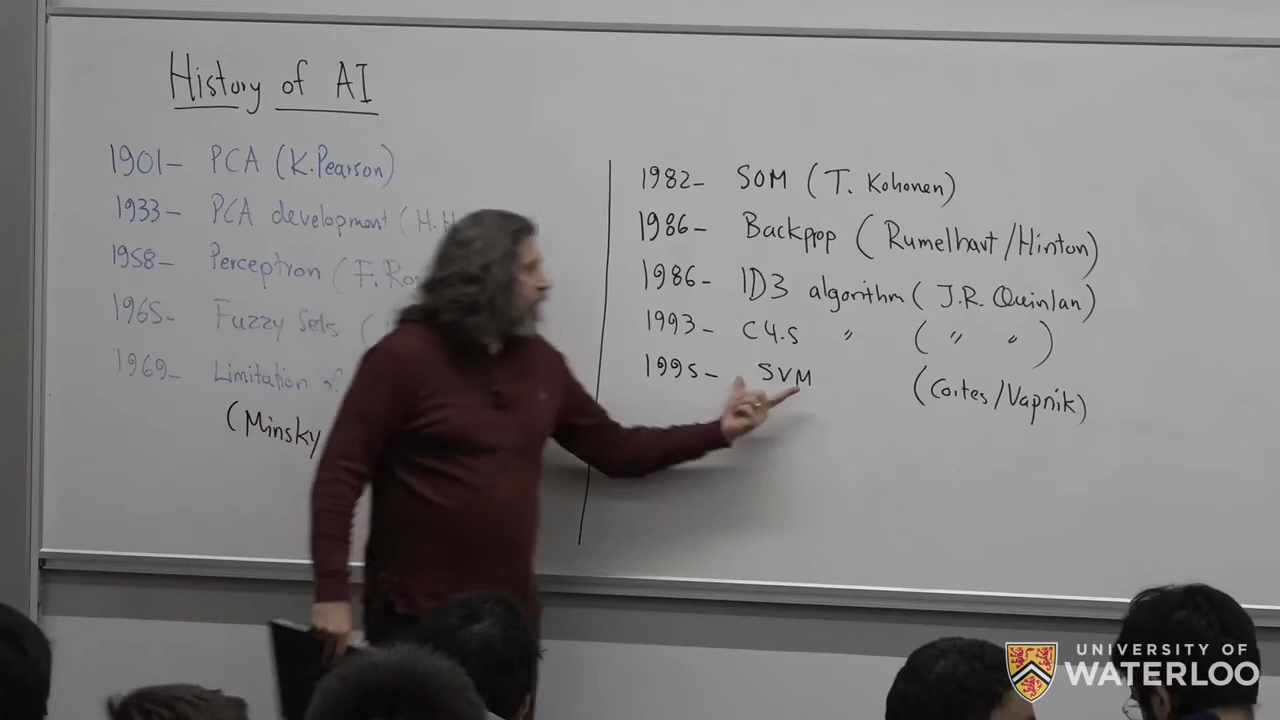 History of AI
1901- PCA (K.Pearson)
1933- PCA development (H.
1958- Perceptron (F.
1965- Fuzzy Sets (
1969- Limitation
(Minsky
1982- SOM (T. Kohonen)
1986- Backpop (Rumelhart/Hinton)
1986- ID3 algorithm (J.R. Quinlan)
1993- C4.5 " (" ")
1995- SVM (Cortes/Vapnik)
UNIVERSITY OF
WATERLOO